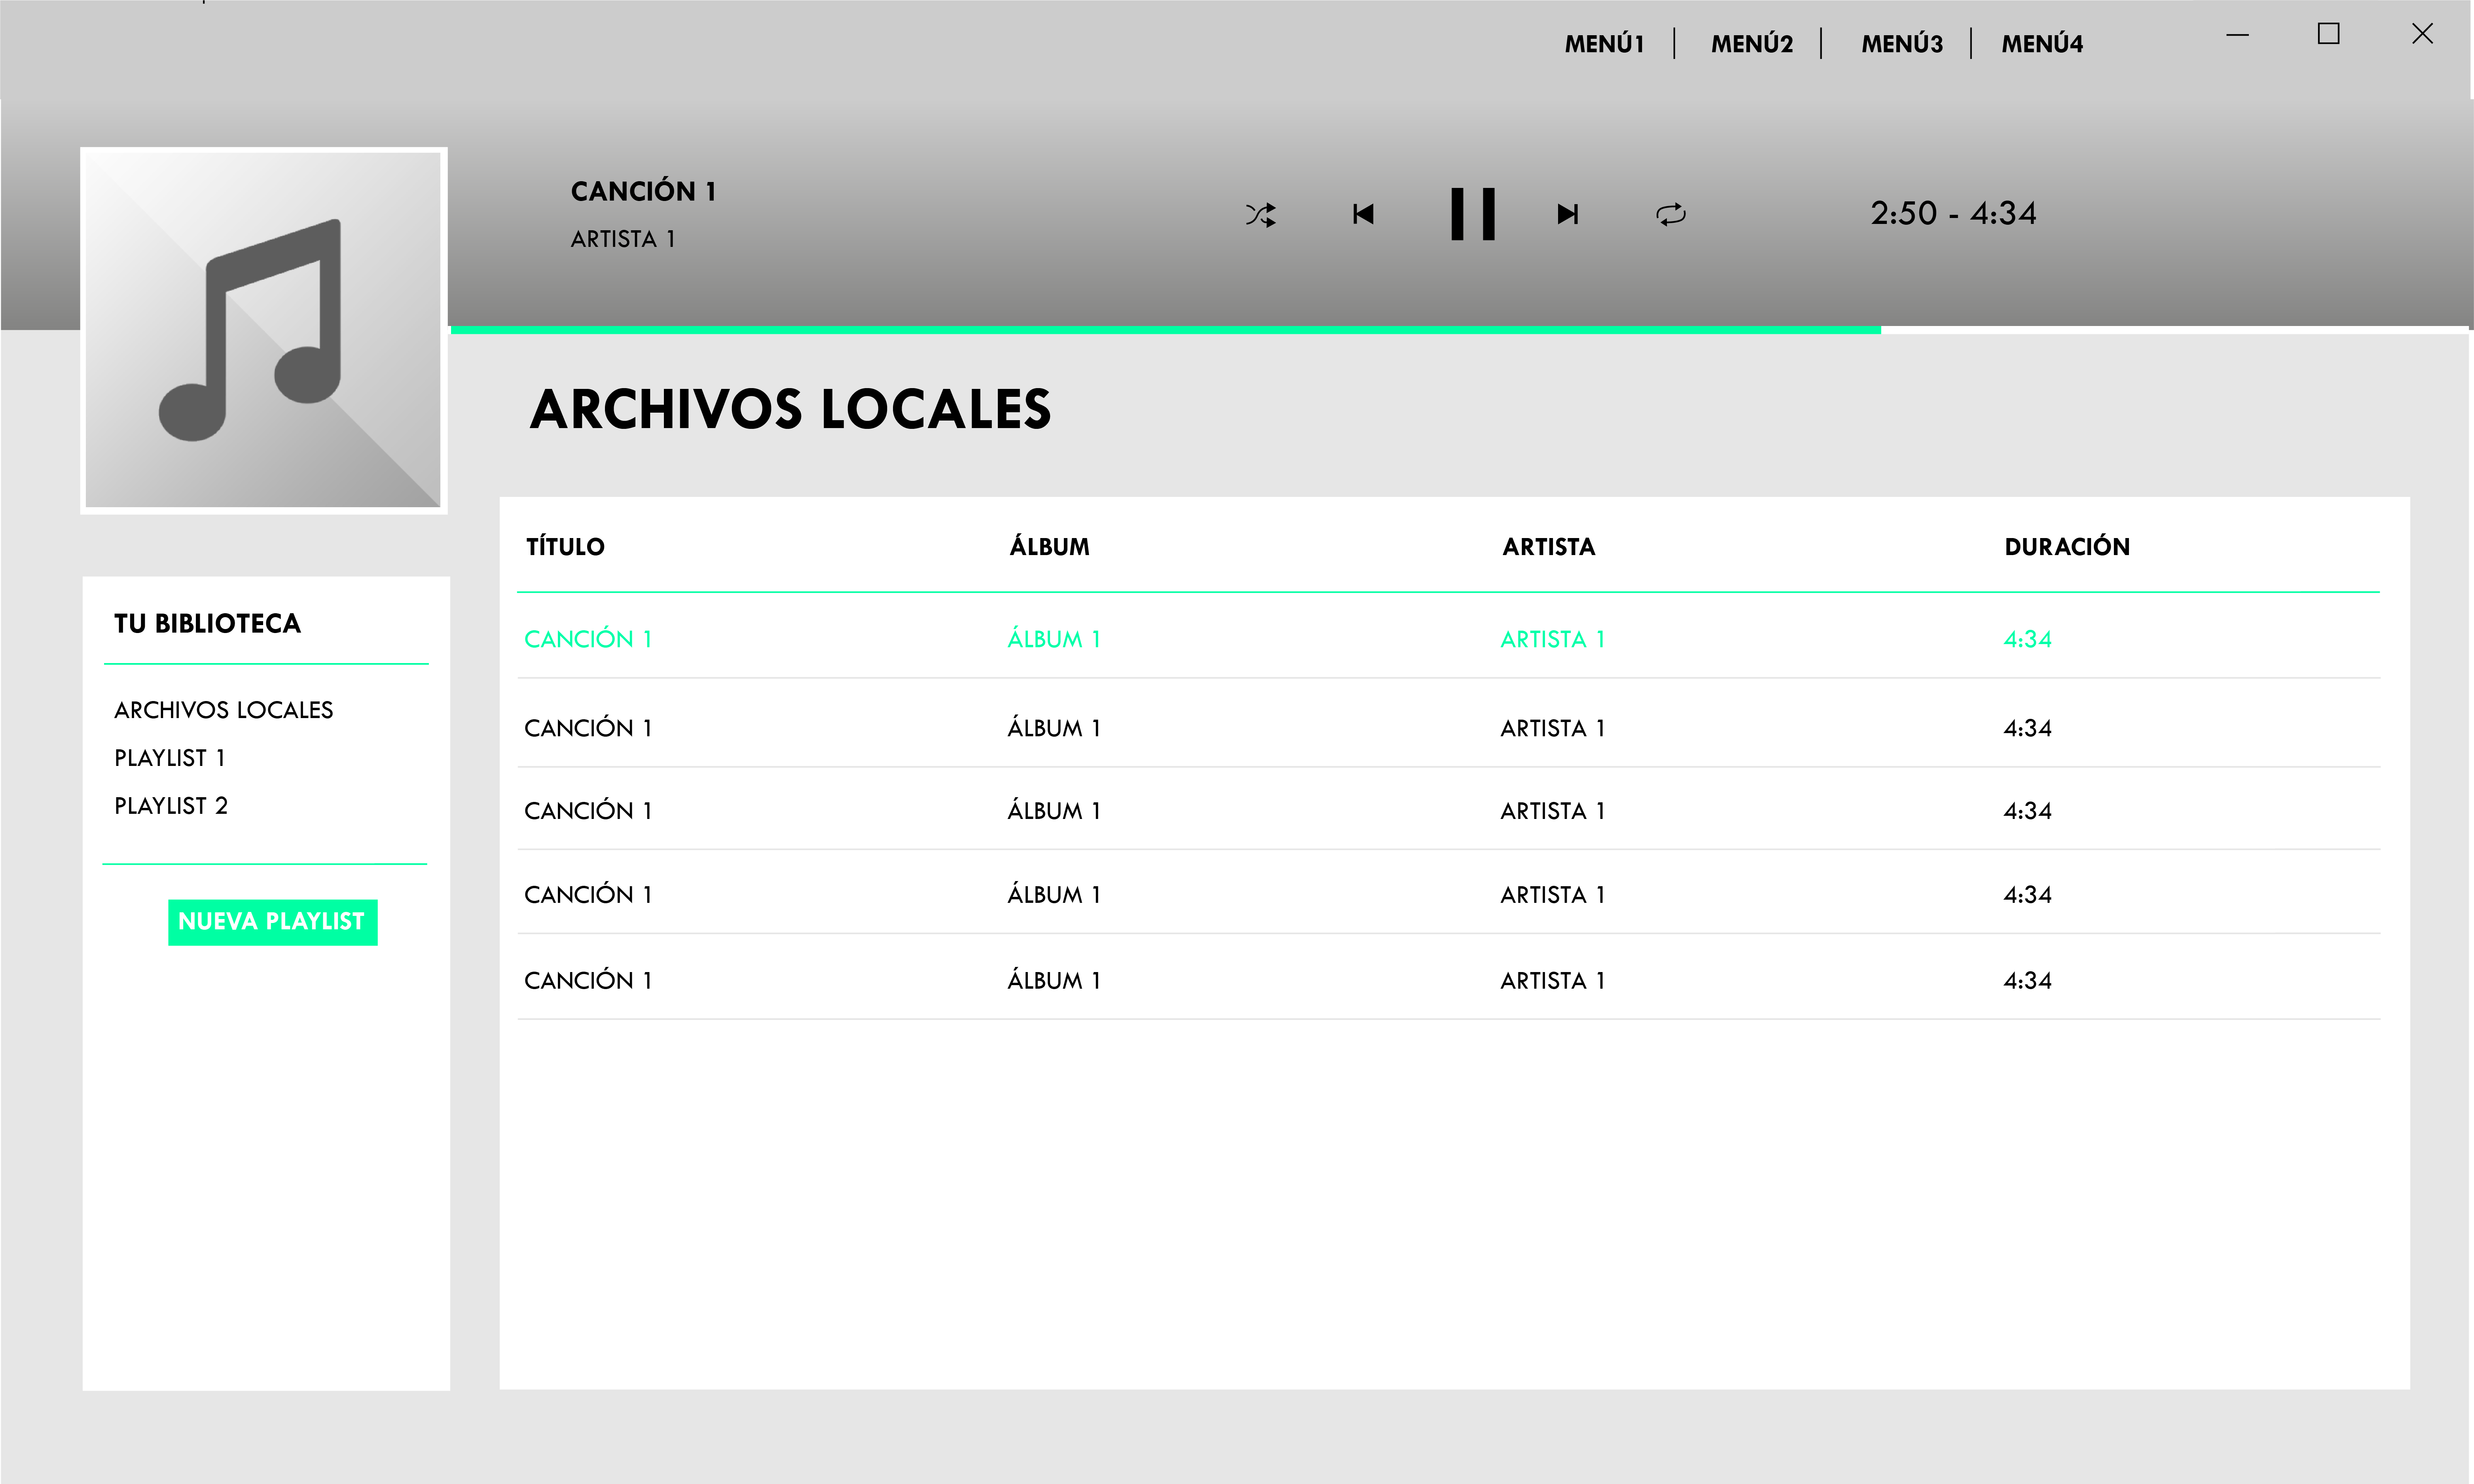 MENÚ1 MENÚ2 MENÚ3 MENÚ4
CANCIÓN 1
ARTISTA 1
2:50 - 4:34
ARCHIVOS LOCALES
TU BIBLIOTECA
ARCHIVOS LOCALES
PLAYLIST 1
PLAYLIST 2
NUEVA PLAYLIST
TÍTULO ÁLBUM ARTISTA DURACIÓN
CANCIÓN 1 ÁLBUM 1 ARTISTA 1 4:34
CANCIÓN 1 ÁLBUM 1 ARTISTA 1 4:34
CANCIÓN 1 ÁLBUM 1 ARTISTA 1 4:34
CANCIÓN 1 ÁLBUM 1 ARTISTA 1 4:34
CANCIÓN 1 ÁLBUM 1 ARTISTA 1 4:34